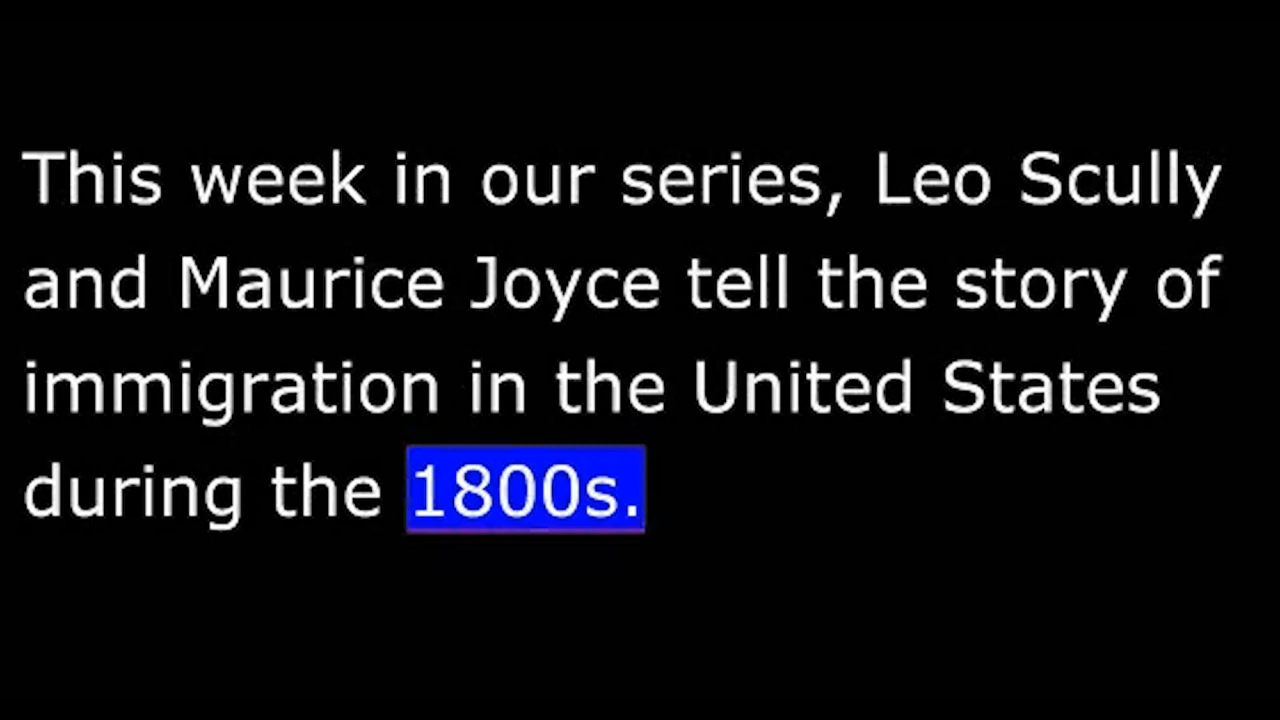 This week in our series, Leo Scully
and Maurice Joyce tell the story of
immigration in the United States
during the 1800s.